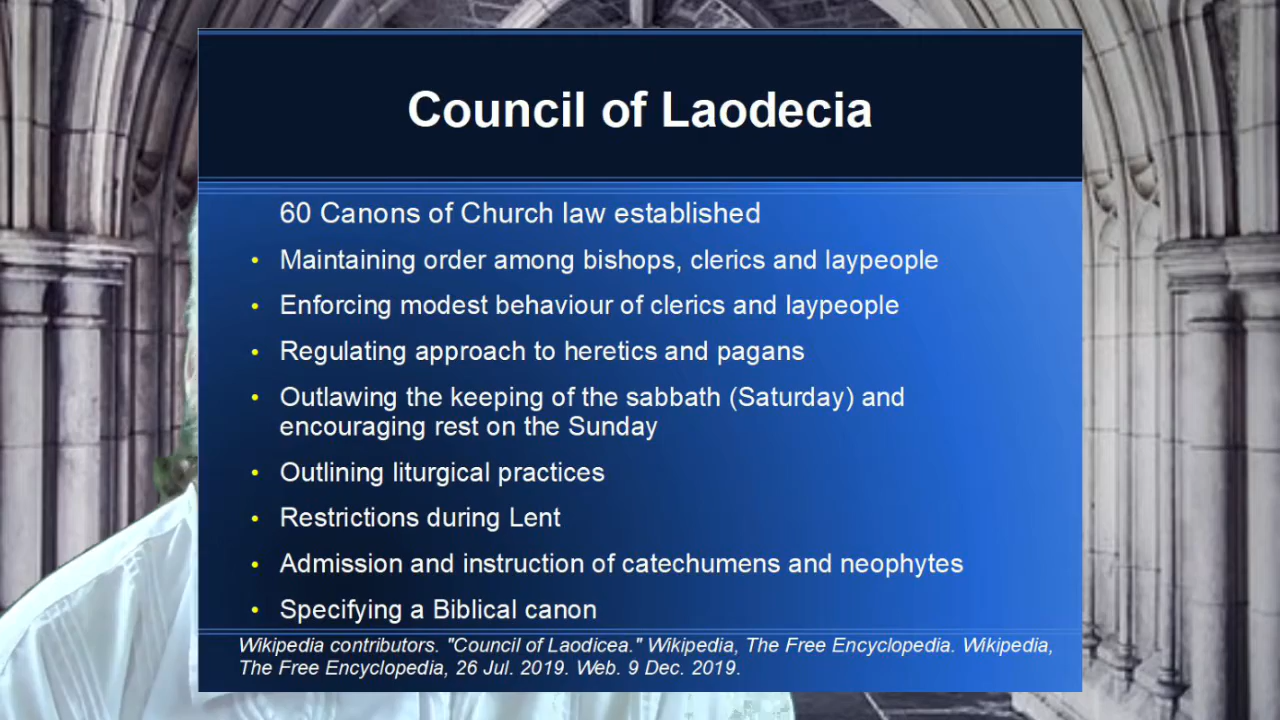 Council of Laodecia
60 Canons of Church law established
• Maintaining order among bishops, clerics and laypeople
• Enforcing modest behaviour of clerics and laypeople
• Regulating approach to heretics and pagans
• Outlawing the keeping of the sabbath (Saturday) and
encouraging rest on the Sunday
• Outlining liturgical practices
• Restrictions during Lent
• Admission and instruction of catechumens and neophytes
• Specifying a Biblical canon
Wikipedia contributors. "Council of Laodicea." Wikipedia, The Free Encyclopedia. Wikipedia,
The Free Encyclopedia, 26 Jul. 2019. Web. 9 Dec. 2019.